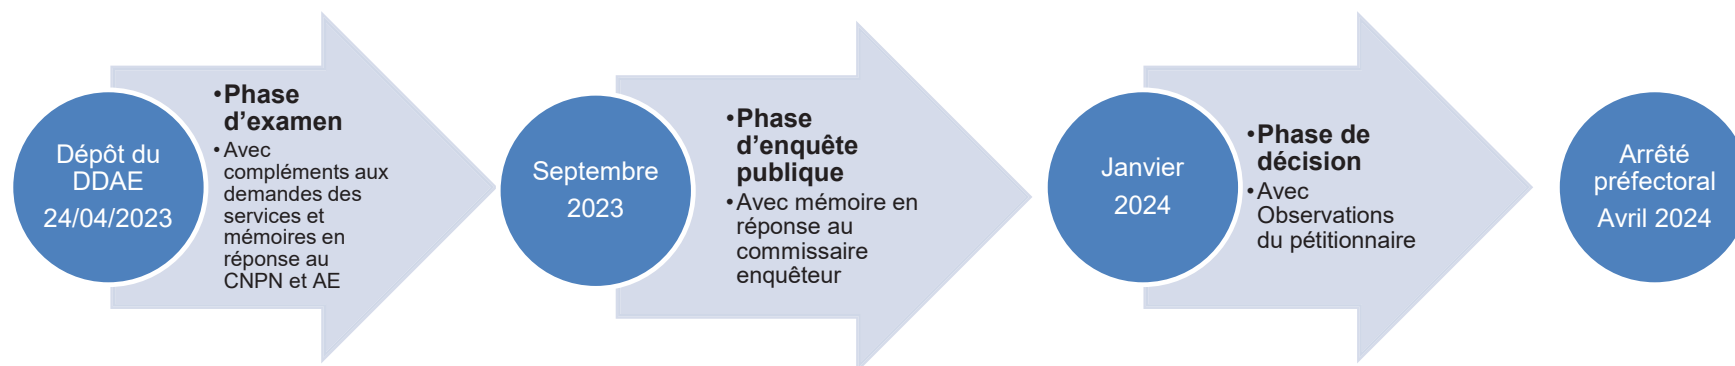 Dépôt du
DDAE
24/04/2023
•Phase
d’examen
•Avec
compléments aux
demandes des
services et
mémoires en
réponse au
CNPN et AE
Septembre
2023
•Phase
d’enquête
publique
•Avec mémoire en
réponse au
commissaire
enquêteur
Janvier
2024
•Phase de
décision
•Avec
Observations
du pétitionnaire
Arrêté
préfectoral
Avril 2024